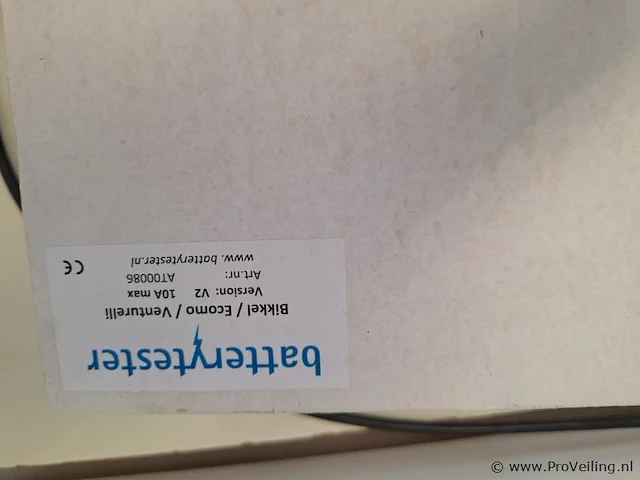 batterytester
Bikkel / Ecomo / Venturelli
Version: V2 10A max
Art.nr: AT00086
www.batterytester.nl
CE
© www.ProVeiling.nl